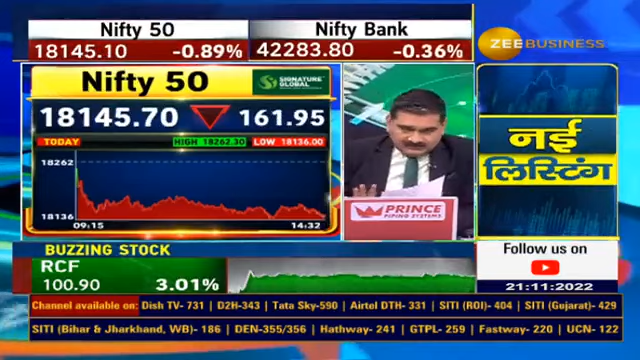 Nifty 50
18145.10 -0.89%
Nifty Bank
42283.80 -0.36%
ZEE BUSINESS
Nifty 50
SIGNATURE GLOBAL
18145.70 161.95
TODAY HIGH 18262.30 LOW 18136.00
18262
18136
09:15 14:32
PRINCE
PIPING SYSTEMS
नई
लिस्टिंग
BUZZING STOCK
RCF
100.90 3.01%
Follow us on
21-11-2022
Channel available on: Dish TV- 731 | D2H-343 | Tata Sky-590 | Airtel DTH- 331 | SITI (ROI)- 404 | SITI (Gujarat)- 429
SITI (Bihar & Jharkhand, WB)- 186 | DEN-355/356 | Hathway- 241 | GTPL- 259 | Fastway- 220 | UCN- 122